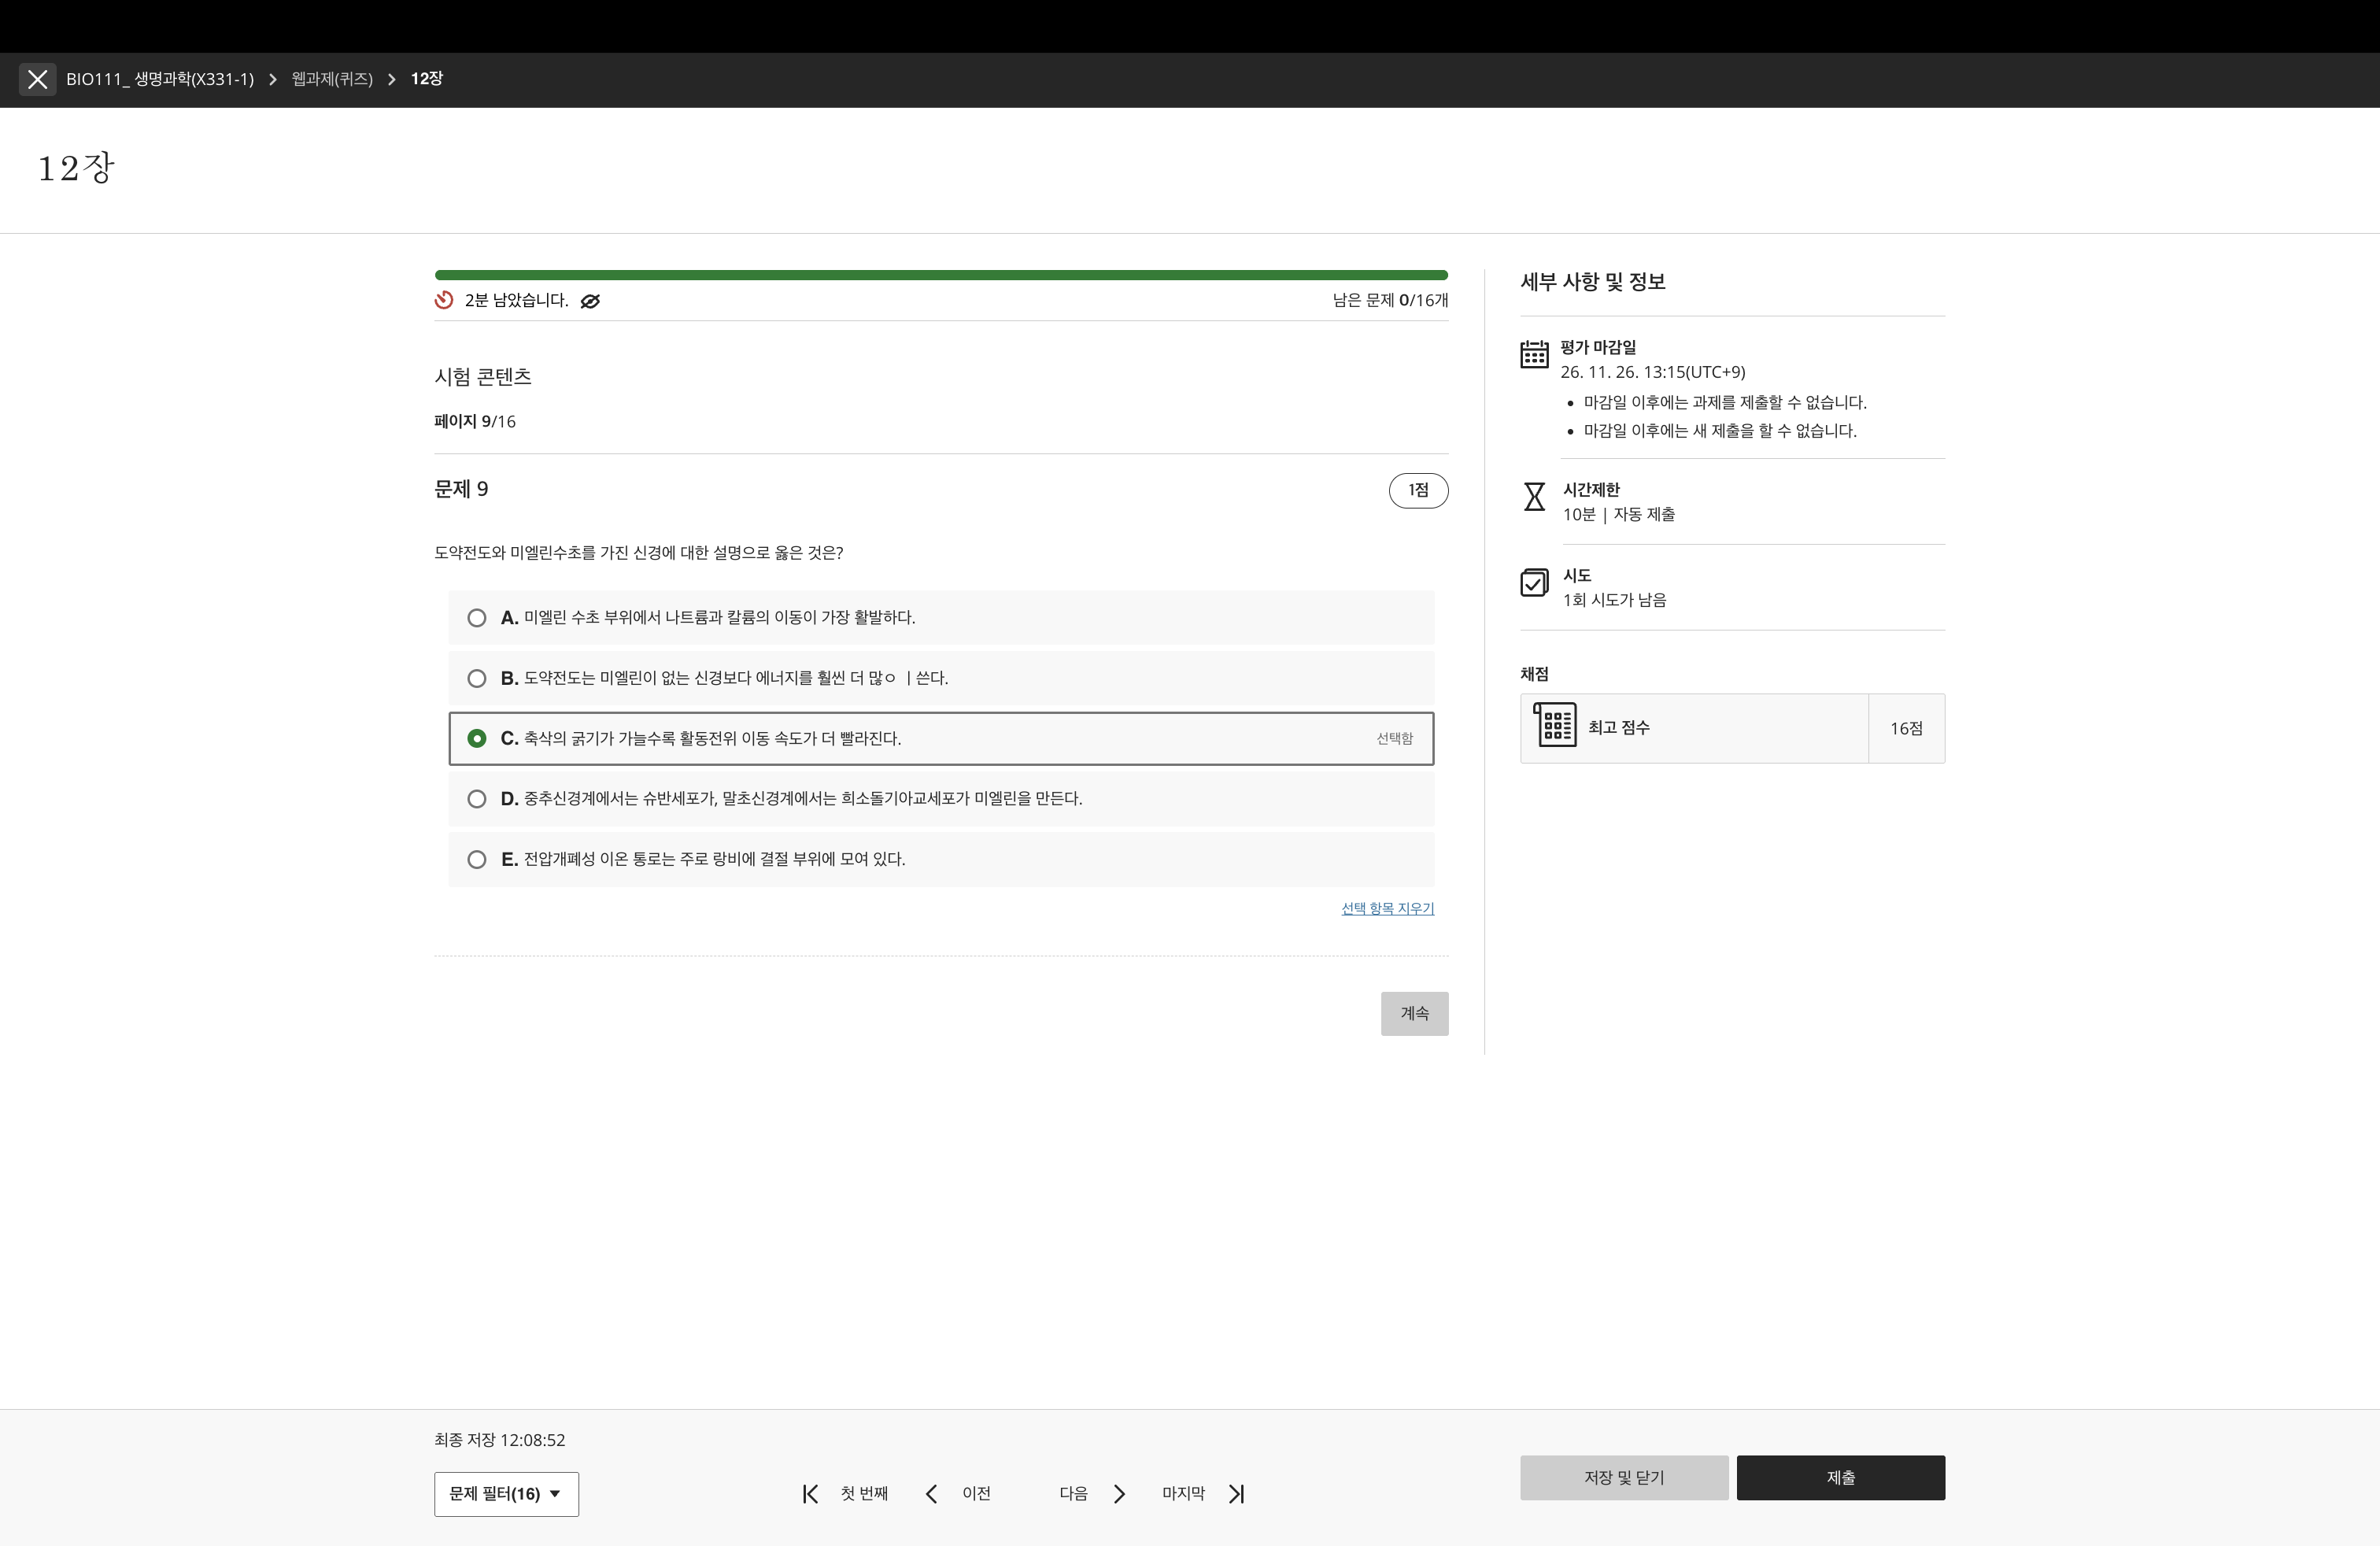 BIO111_ 생명과학(X331-1) > 웹과제(퀴즈) > 12장
12장
2분 남았습니다.
남은 문제 0/16개
시험 콘텐츠
페이지 9/16
문제 9
1점
도약전도와 미엘린수초를 가진 신경에 대한 설명으로 옳은 것은?
A. 미엘린 수초 부위에서 나트륨과 칼륨의 이동이 가장 활발하다.
B. 도약전도는 미엘린이 없는 신경보다 에너지를 훨씬 더 많ㅇ ㅣ쓴다.
C. 축삭의 굵기가 가늘수록 활동전위 이동 속도가 더 빨라진다.
선택함
D. 중추신경계에서는 슈반세포가, 말초신경계에서는 희소돌기아교세포가 미엘린을 만든다.
E. 전압개폐성 이온 통로는 주로 랑비에 결절 부위에 모여 있다.
선택 항목 지우기
계속
세부 사항 및 정보
평가 마감일
26. 11. 26. 13:15(UTC+9)
• 마감일 이후에는 과제를 제출할 수 없습니다.
• 마감일 이후에는 새 제출을 할 수 없습니다.
시간제한
10분 | 자동 제출
시도
1회 시도가 남음
채점
최고 점수
16점
최종 저장 12:08:52
문제 필터(16)
첫 번째
이전
다음
마지막
저장 및 닫기
제출